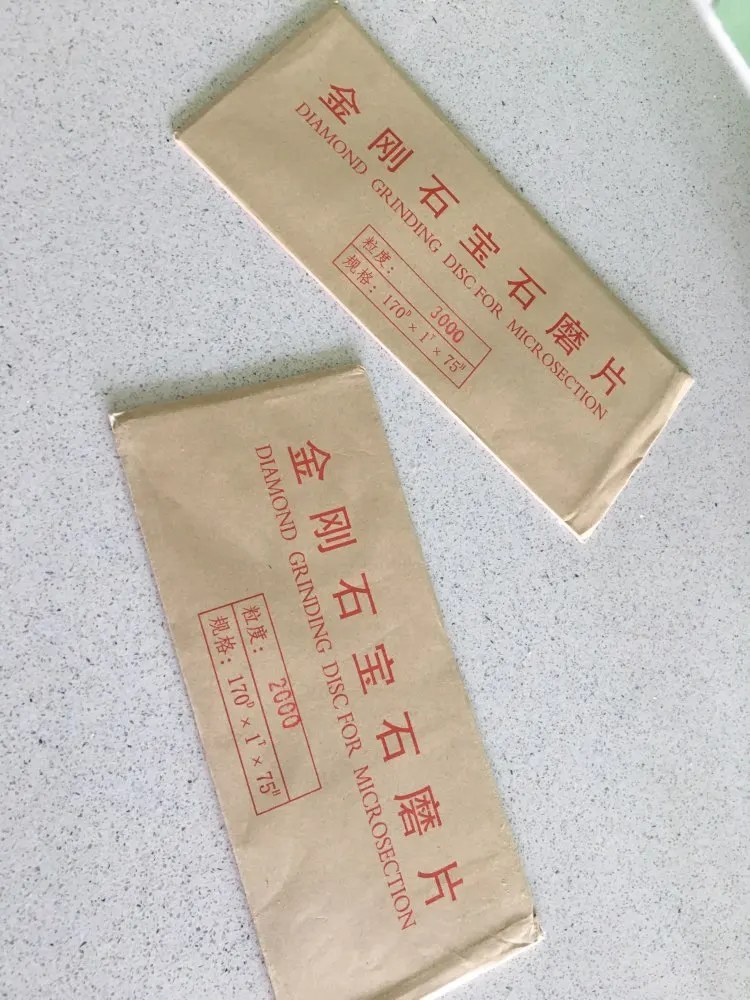 金刚石宝石磨片
DIAMOND GRINDING DISC FOR MICROSECTION
粒度: 3000
规格: 170ᴰ × 1ᵀ × 75ᴴ
金刚石宝石磨片
DIAMOND GRINDING DISC FOR MICROSECTION
粒度: 2000
规格: 170ᴰ × 1ᵀ × 75ᴴ